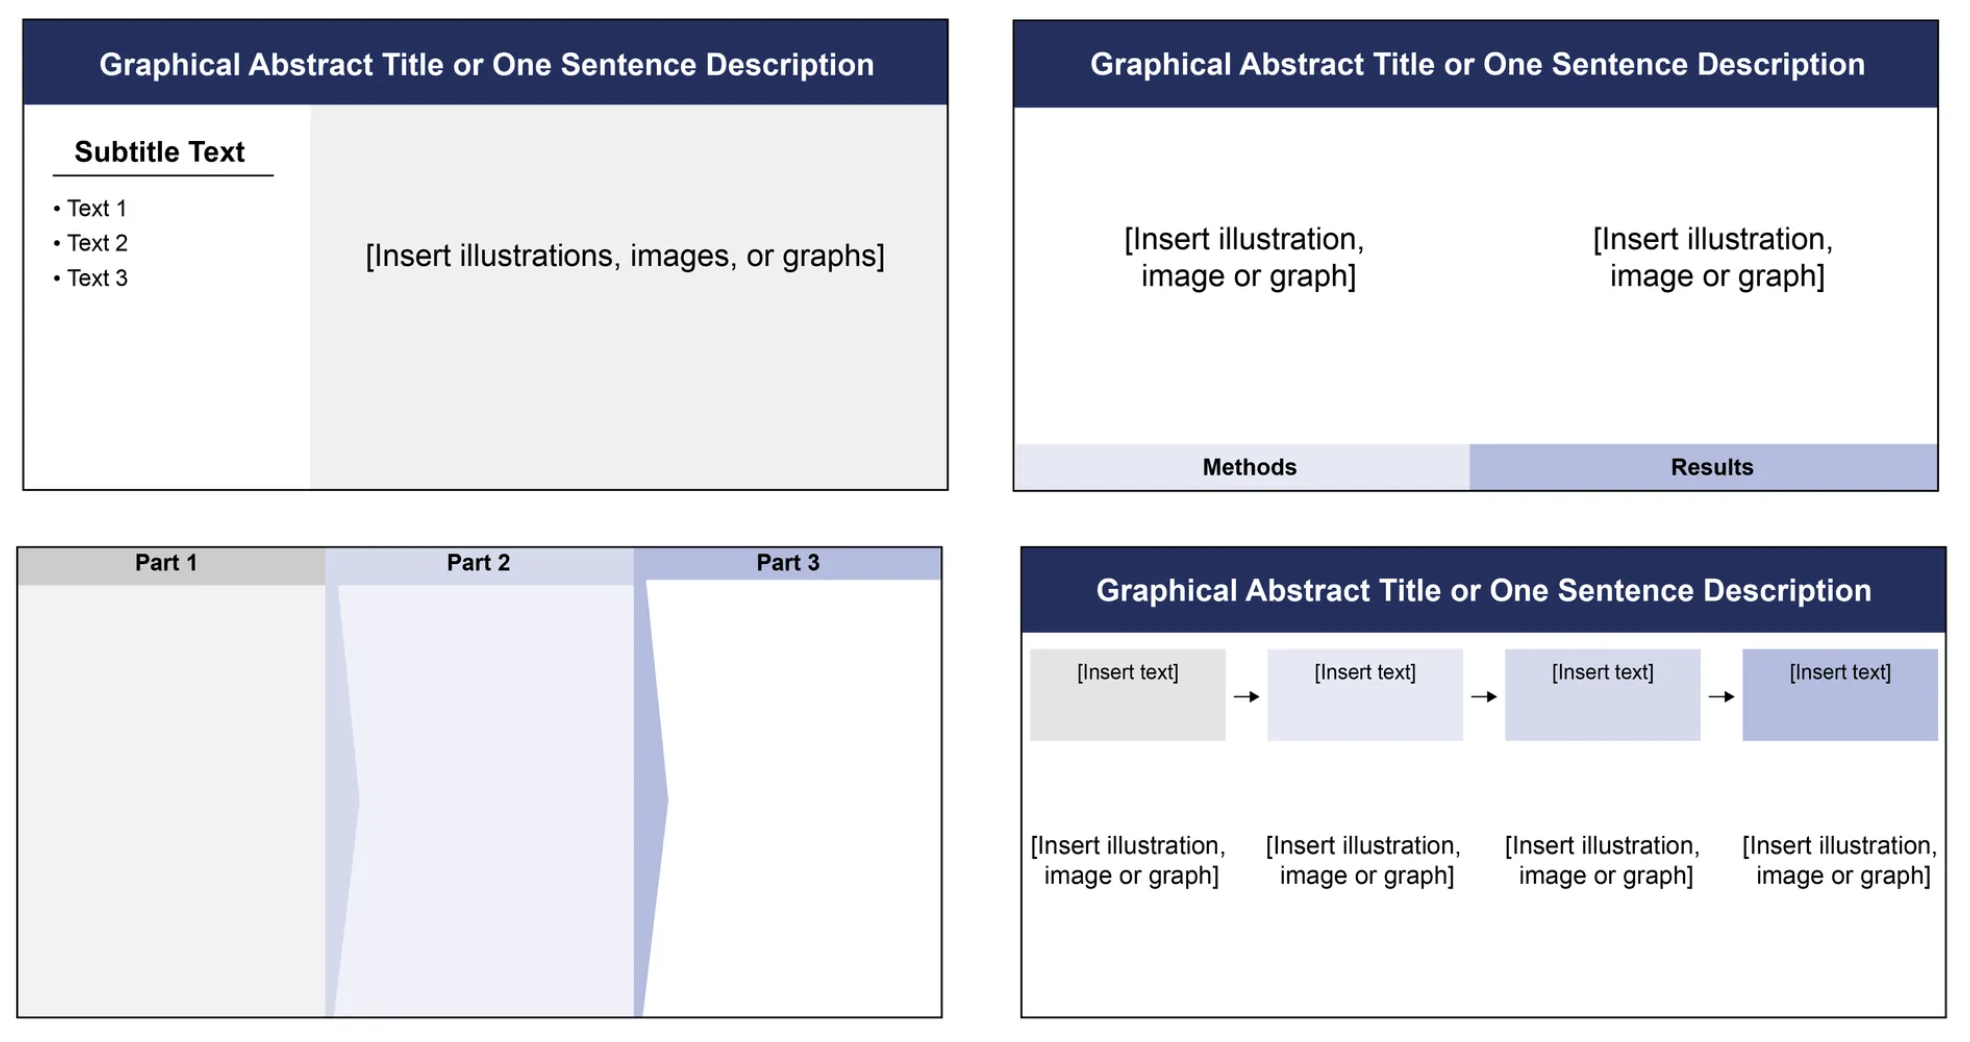 Graphical Abstract Title or One Sentence Description
Subtitle Text
• Text 1
• Text 2
• Text 3
[Insert illustrations, images, or graphs]
Graphical Abstract Title or One Sentence Description
[Insert illustration,
image or graph]
[Insert illustration,
image or graph]
Methods
Results
Part 1
Part 2
Part 3
Graphical Abstract Title or One Sentence Description
[Insert text]
[Insert text]
[Insert text]
[Insert text]
[Insert illustration,
image or graph]
[Insert illustration,
image or graph]
[Insert illustration,
image or graph]
[Insert illustration,
image or graph]